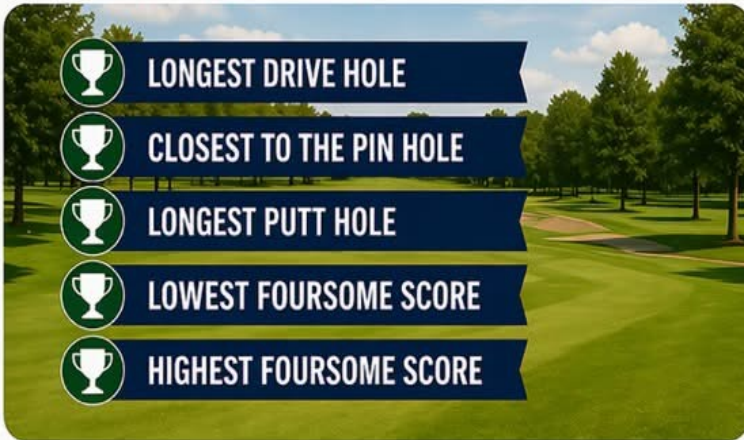 LONGEST DRIVE HOLE
CLOSEST TO THE PIN HOLE
LONGEST PUTT HOLE
LOWEST FOURSOME SCORE
HIGHEST FOURSOME SCORE